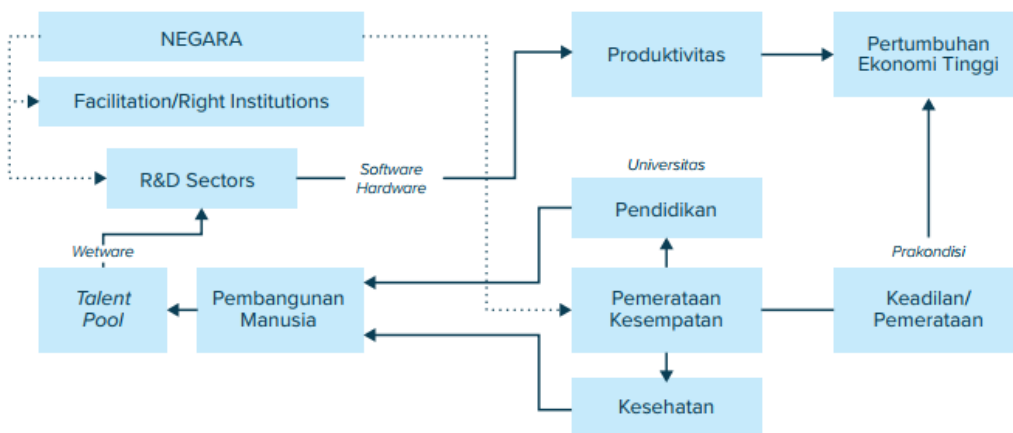 NEGARA
Facilitation/Right Institutions
R&D Sectors
Software
Hardware
Produktivitas
Pertumbuhan
Ekonomi Tinggi
Universitas
Pendidikan
Wetware
Talent
Pool
Pembangunan
Manusia
Pemerataan
Kesempatan
Prakondisi
Keadilan/
Pemerataan
Kesehatan